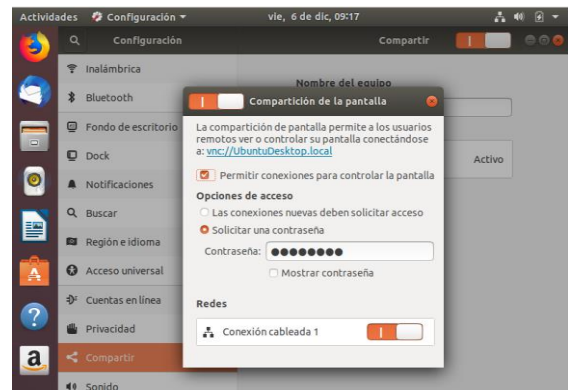 Actividades
Configuración
vie, 6 de dic, 09:17
Configuración
Compartir
Inalámbrica
Bluetooth
Fondo de escritorio
Dock
Notificaciones
Buscar
Región e idioma
Acceso universal
Cuentas en línea
Privacidad
Compartir
Sonido
Nombre del equipo
Activo
Compartición de la pantalla
La compartición de pantalla permite a los usuarios
remotos ver o controlar su pantalla conectándose
a: vnc://UbuntuDesktop.local
Permitir conexiones para controlar la pantalla
Opciones de acceso
Las conexiones nuevas deben solicitar acceso
Solicitar una contraseña
Contraseña: ●●●●●●●●
Mostrar contraseña
Redes
Conexión cableada 1